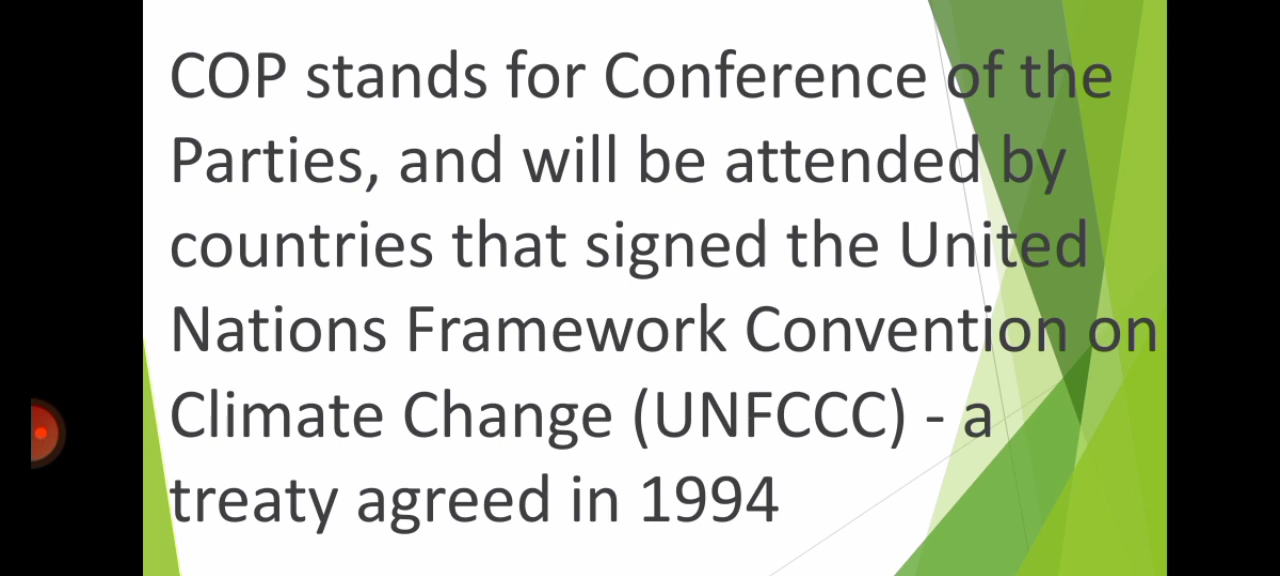 COP stands for Conference of the
Parties, and will be attended by
countries that signed the United
Nations Framework Convention on
Climate Change (UNFCCC) - a
treaty agreed in 1994